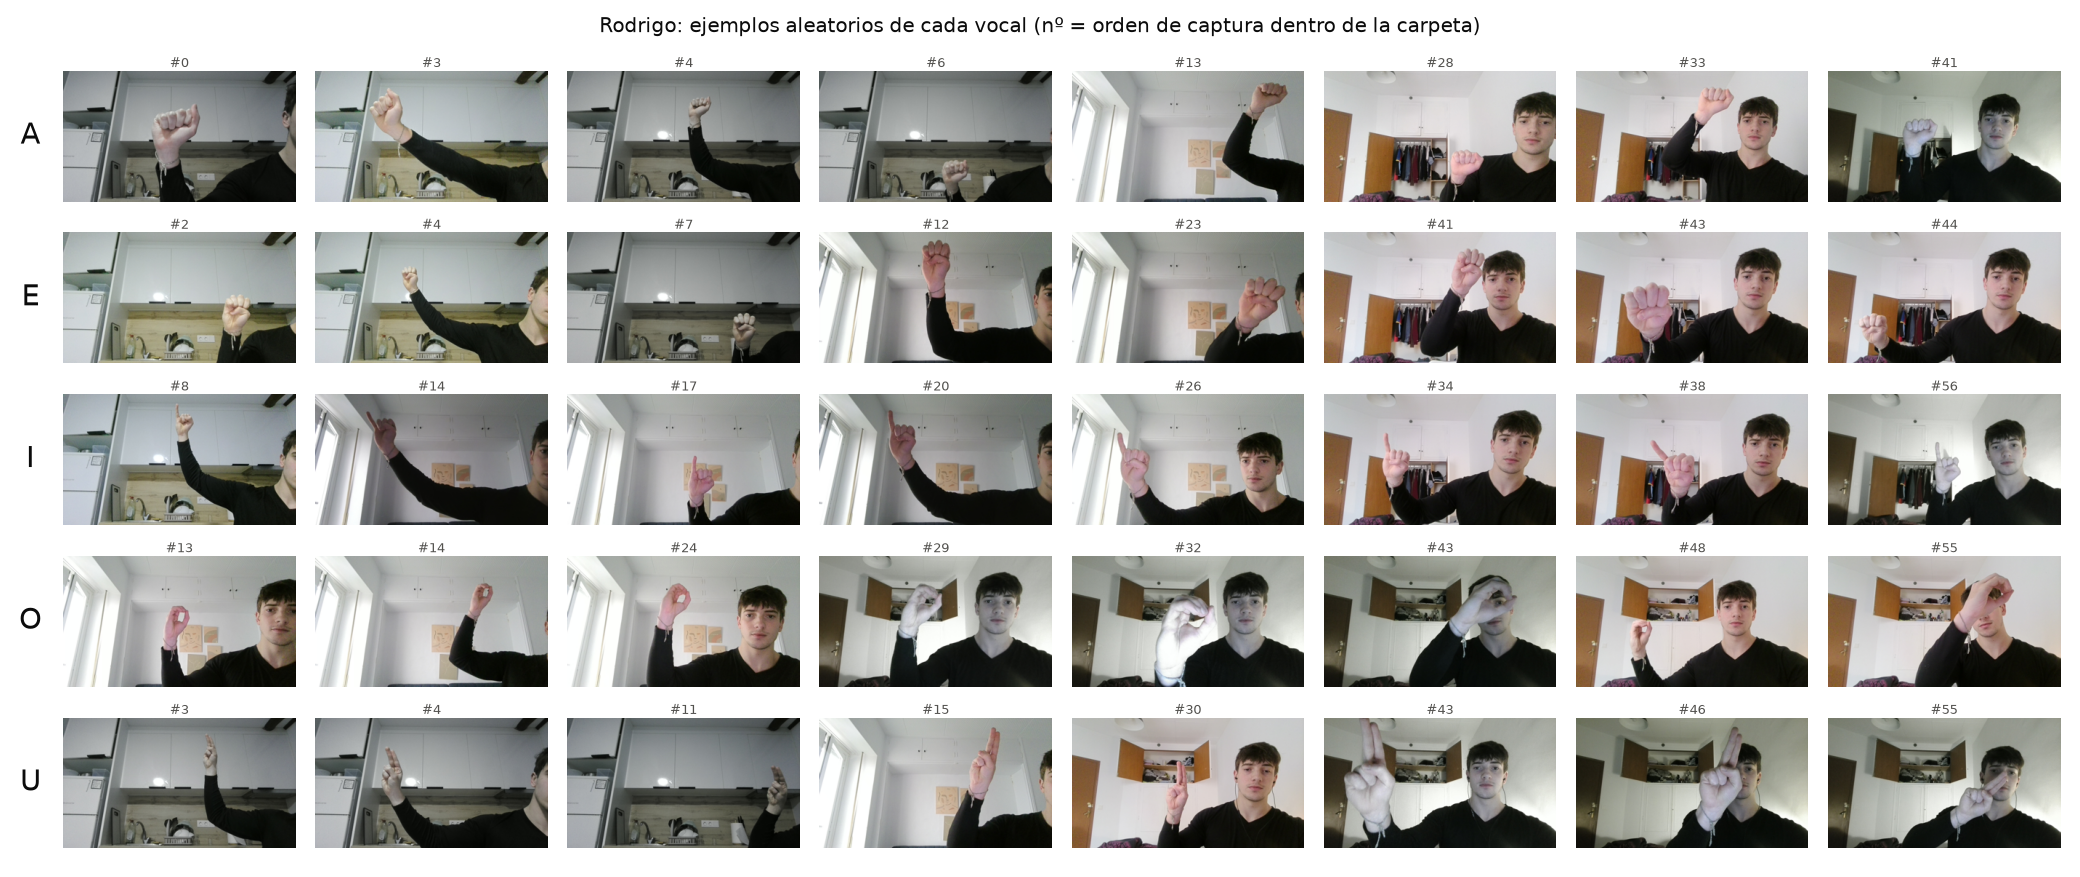 Rodrigo: ejemplos aleatorios de cada vocal (nº = orden de captura dentro de la carpeta)
#0 #3 #4 #6 #13 #28 #33 #41
A
#2 #4 #7 #12 #23 #41 #43 #44
E
#8 #14 #17 #20 #26 #34 #38 #56
I
#13 #14 #24 #29 #32 #43 #48 #55
O
#3 #4 #11 #15 #30 #43 #46 #55
U